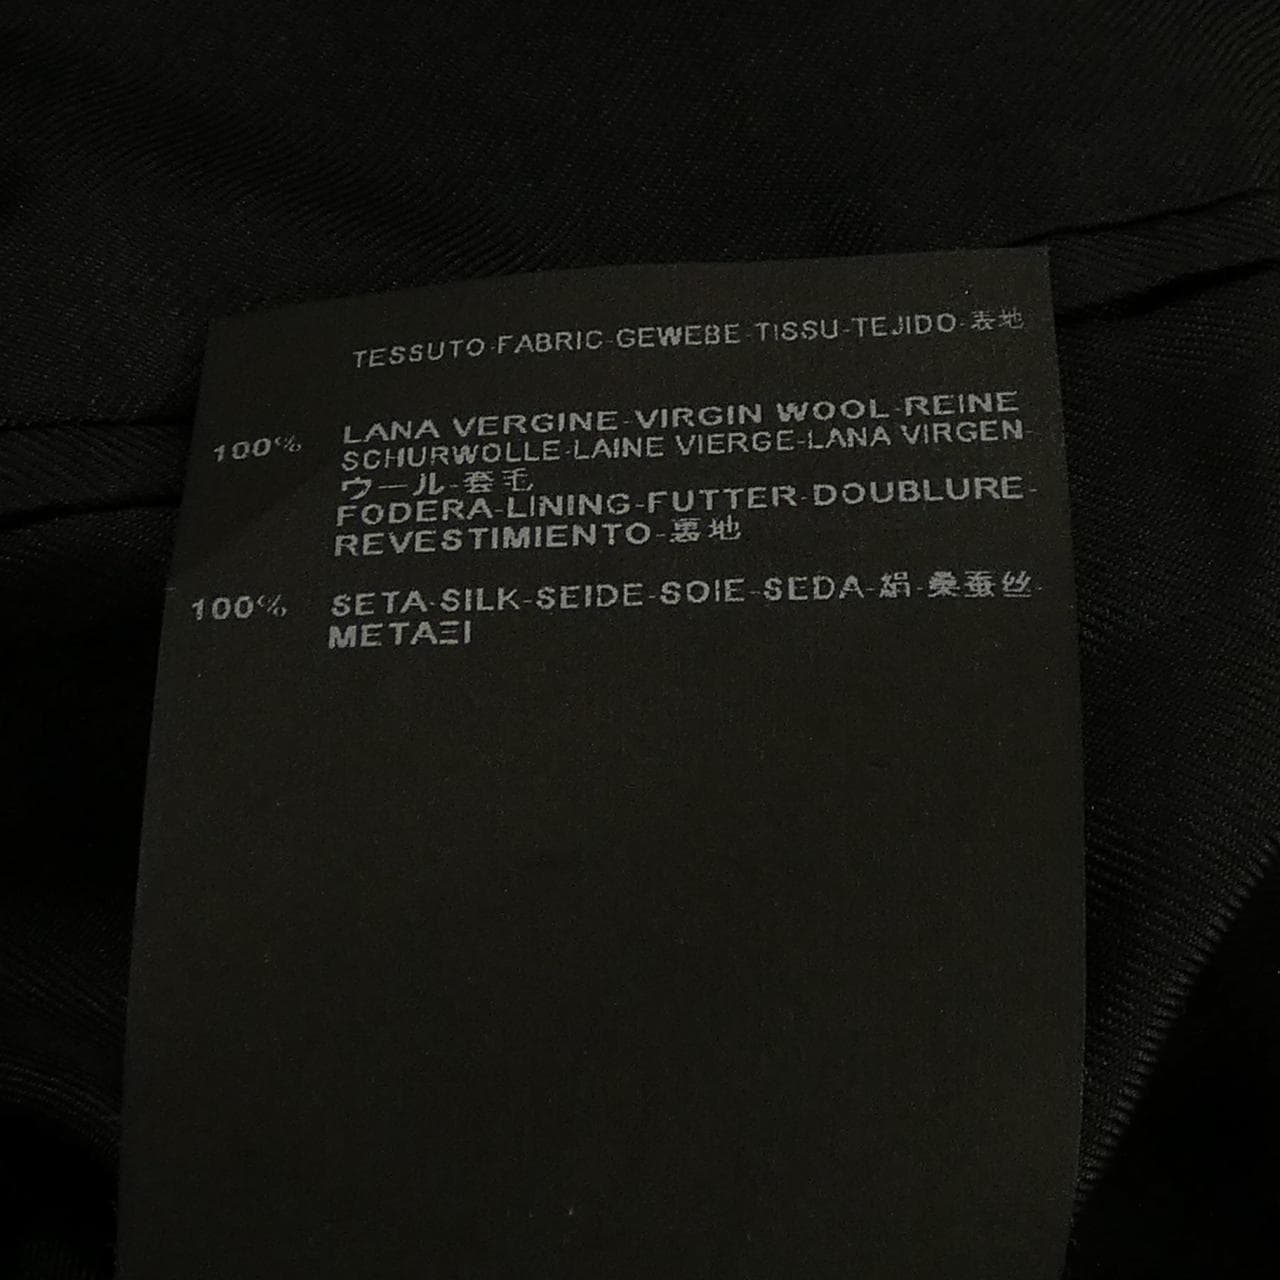 TESSUTO-FABRIC-GEWEBE-TISSU-TEJIDO-表地
100% LANA VERGINE-VIRGIN WOOL-REINE
SCHURWOLLE-LAINE VIERGE-LANA VIRGEN-
ウール-套毛
FODERA-LINING-FUTTER-DOUBLURE-
REVESTIMIENTO-裏地
100% SETA-SILK-SEIDE-SOIE-SEDA-絹-桑蚕丝-
ΜΕΤΑΞΙ